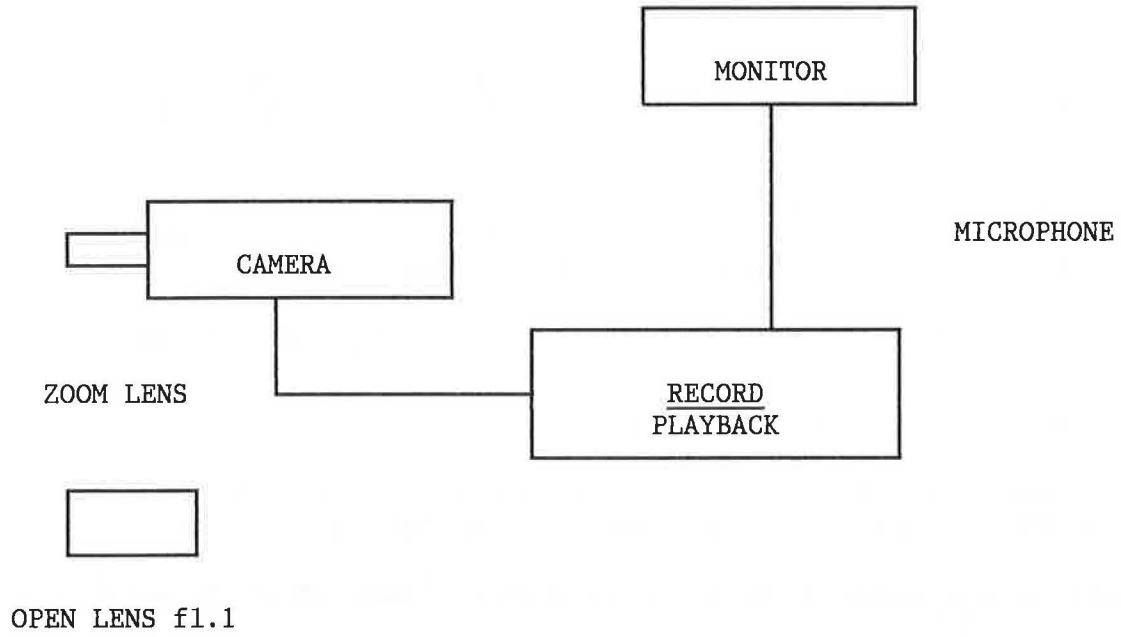 MONITOR
MICROPHONE
CAMERA
ZOOM LENS
RECORD
PLAYBACK
OPEN LENS f1.1